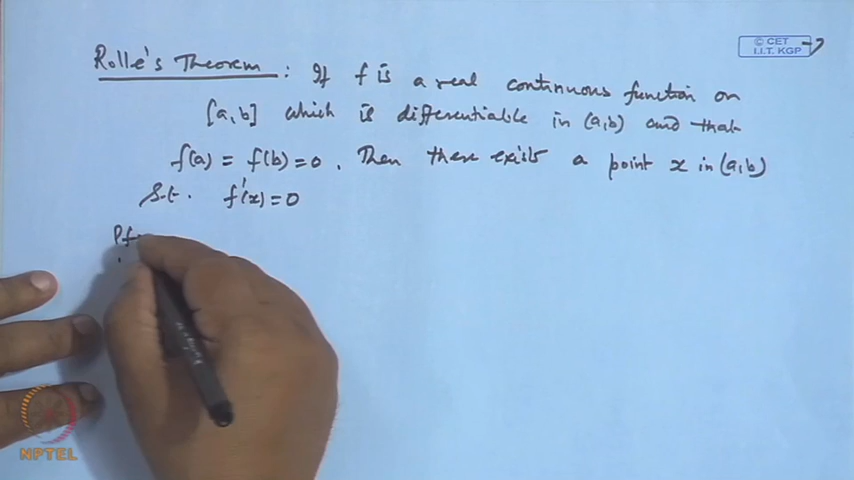 © CET
I.I.T. KGP
Rolle's Theorem : If f is a real continuous function on
[a,b] which is differentiable in (a,b) and that
f(a) = f(b) = 0 . Then there exists a point x in (a,b)
s.t. f'(x) = 0
Pf
NPTEL